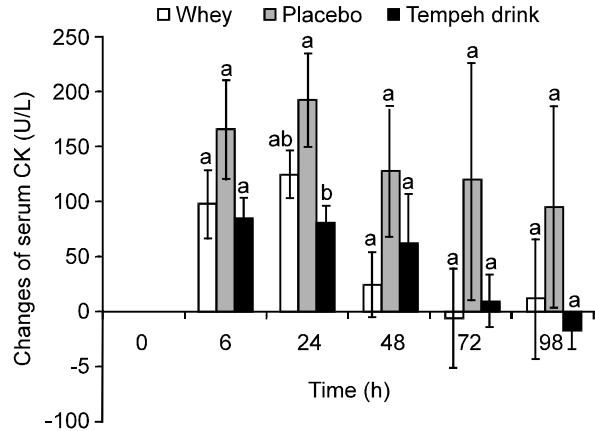 Whey Placebo Tempeh drink
Changes of serum CK (U/L)
250
200
150
100
50
0
-5
-100
a a a
ab a b
a a a
a a a
a a a
0 6 24 48 72 98
Time (h)